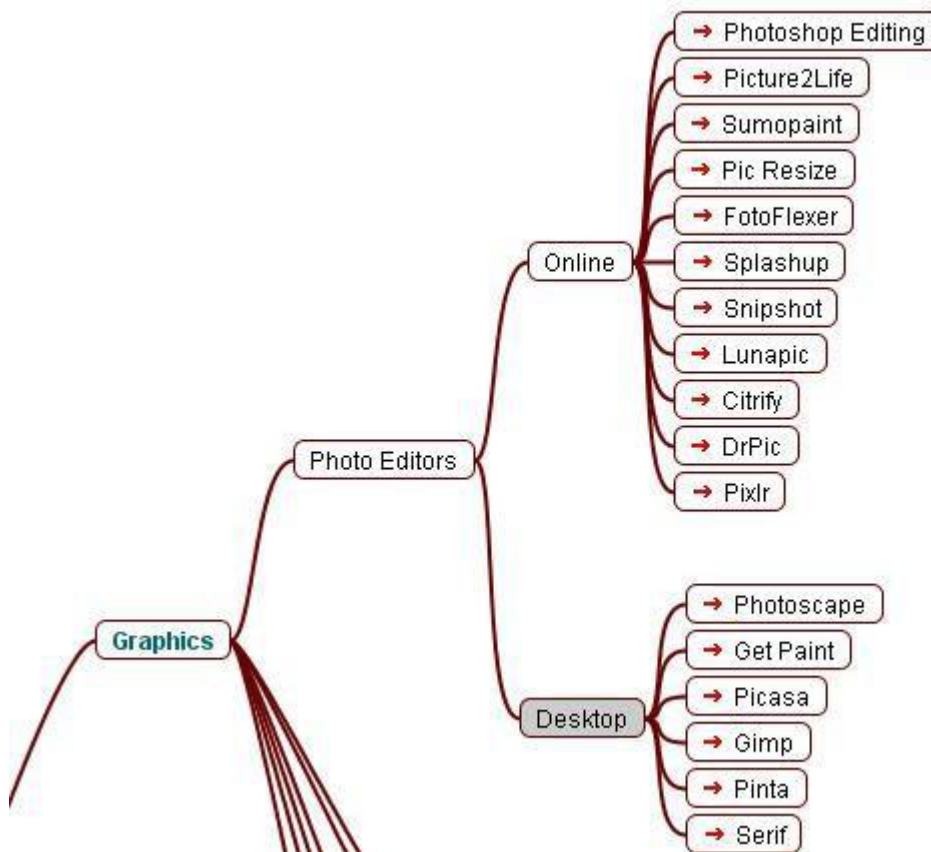 Photoshop Editing
Picture2Life
Sumopaint
Pic Resize
FotoFlexer
Online
Splashup
Snipshot
Lunapic
Citrify
DrPic
Photo Editors
Pixlr
Photoscape
Graphics
Get Paint
Picasa
Desktop
Gimp
Pinta
Serif